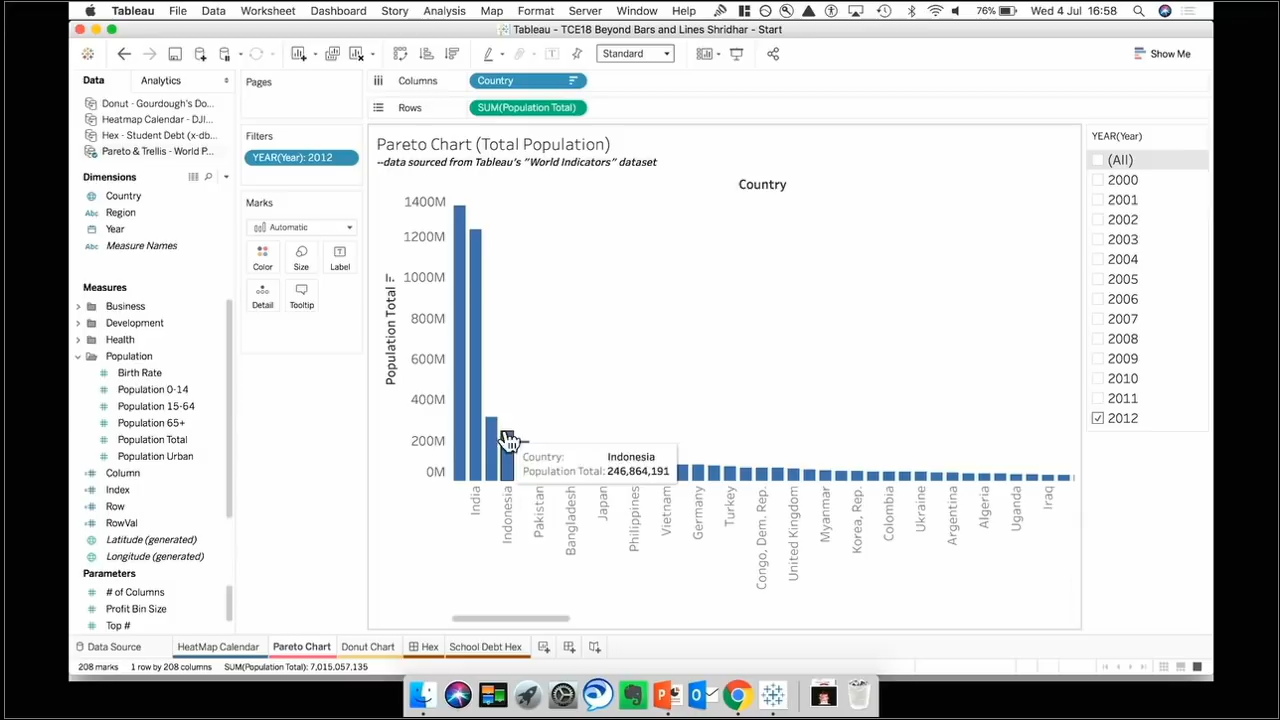 Tableau File Data Worksheet Dashboard Story Analysis Map Format Server Window Help 76% Wed 4 Jul 16:58
Tableau - TCE18 Beyond Bars and Lines Shridhar - Start
Standard Show Me
Data Analytics
Donut - Gourdough's Do...
Heatmap Calendar - DJI...
Hex - Student Debt (x-db...
Pareto & Trellis - World P...
Dimensions
Country
Abc Region
Year
Abc Measure Names
Measures
Business
Development
Health
Population
Birth Rate
Population 0-14
Population 15-64
Population 65+
Population Total
Population Urban
Column
Index
Row
RowVal
Latitude (generated)
Longitude (generated)
Parameters
# of Columns
Profit Bin Size
Top #
Pages
Filters
YEAR(Year): 2012
Marks
Automatic
Color Size Label
Detail Tooltip
Columns Country
Rows SUM(Population Total)
Pareto Chart (Total Population)
--data sourced from Tableau's "World Indicators" dataset
Country
Population Total
1400M
1200M
1000M
800M
600M
400M
200M
0M
Country: Indonesia
Population Total: 246,864,191
India
Indonesia
Pakistan
Bangladesh
Japan
Philippines
Vietnam
Germany
Turkey
Congo, Dem. Rep.
United Kingdom
Myanmar
Korea, Rep.
Colombia
Ukraine
Argentina
Algeria
Uganda
Iraq
YEAR(Year)
(All)
2000
2001
2002
2003
2004
2005
2006
2007
2008
2009
2010
2011
2012
Data Source HeatMap Calendar Pareto Chart Donut Chart Hex School Debt Hex
208 marks 1 row by 208 columns SUM(Population Total): 7,015,057,135